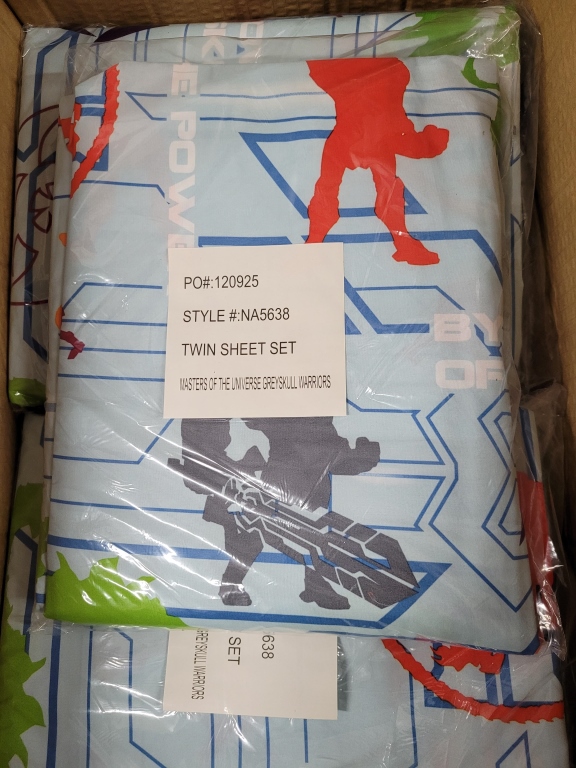 POWE
PO#:120925
STYLE #:NA5638
TWIN SHEET SET
MASTERS OF THE UNIVERSE GREYSKULL WARRIORS
BY
OF
638
SET
GREYSKULL WARRIORS